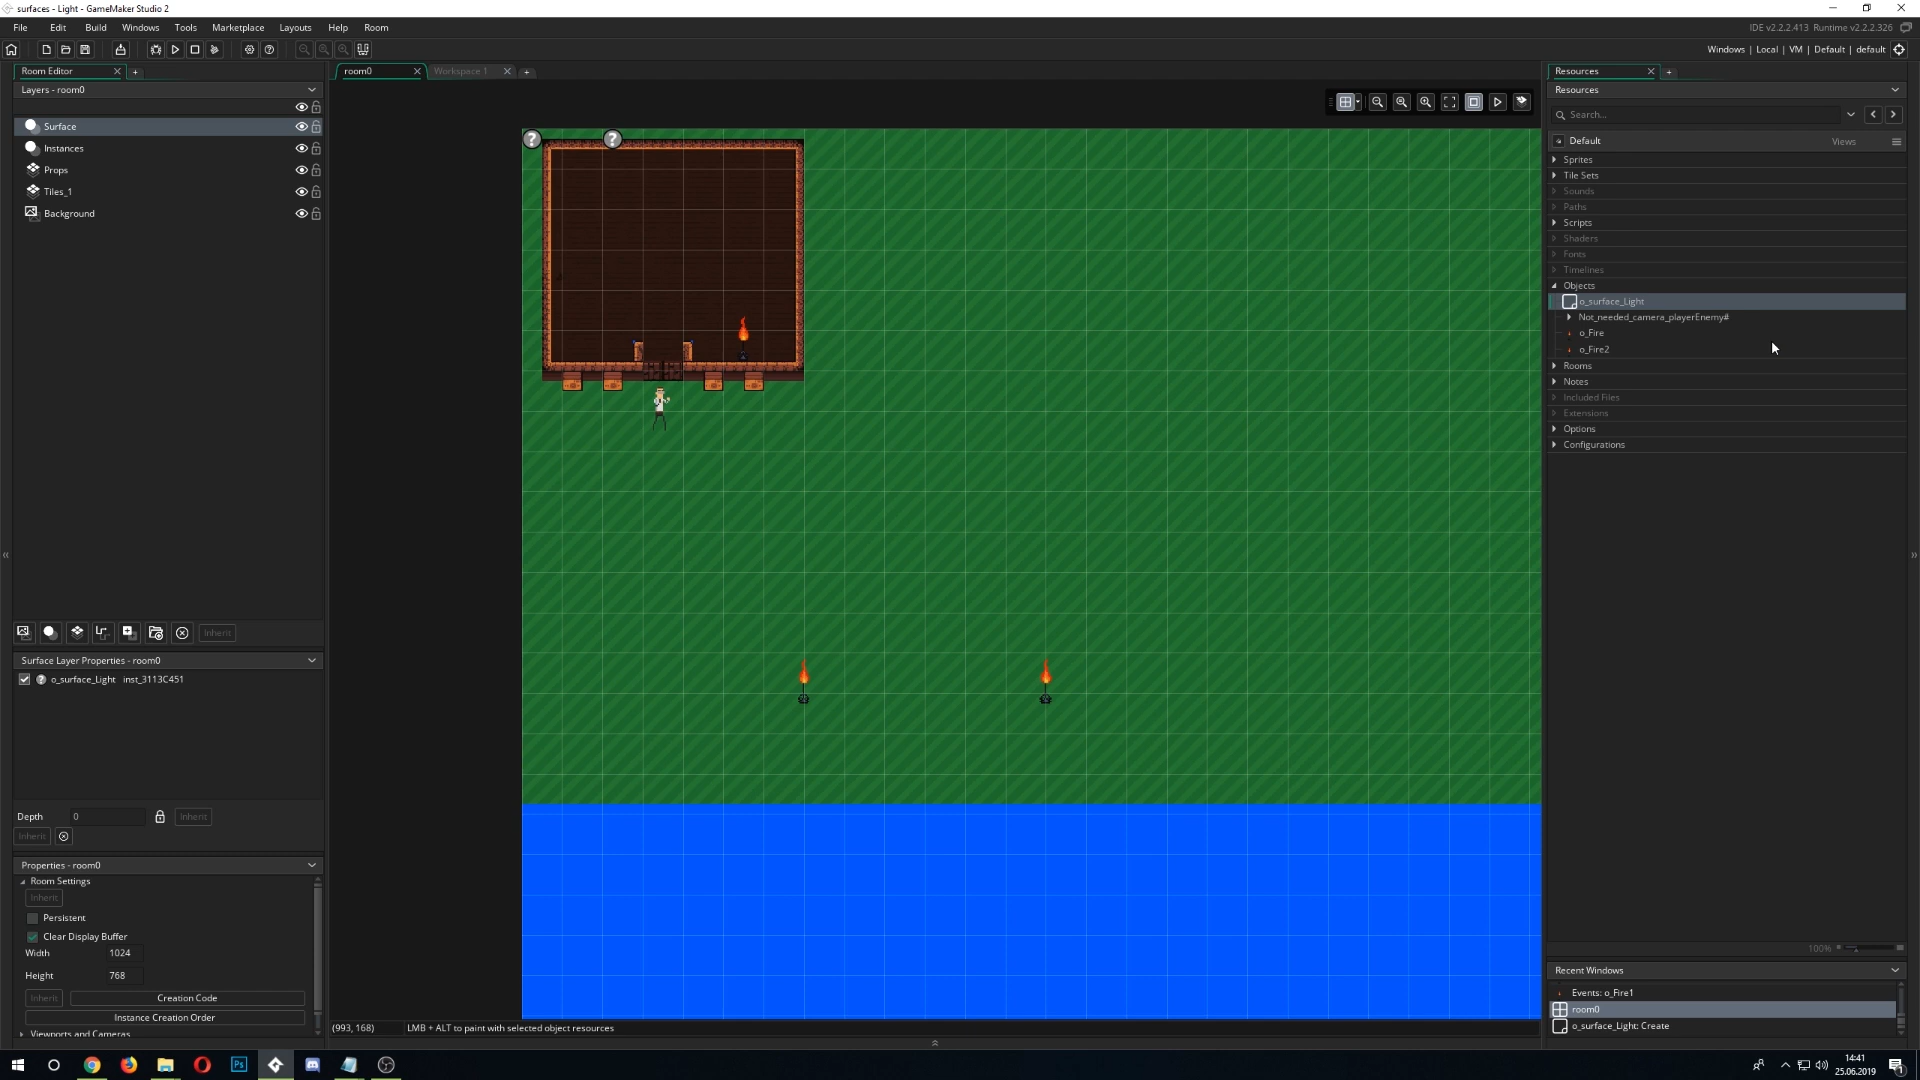 surfaces - Light - GameMaker Studio 2
File Edit Build Windows Tools Marketplace Layouts Help Room
IDE v2.2.2.413 Runtime v2.2.2.326
Windows | Local | VM | Default | default
Room Editor
room0
Workspace 1
Resources
Layers - room0
Resources
Surface
Search...
Instances
Default
Views
Props
Sprites
Tile Sets
Tiles_1
Sounds
Paths
Background
Scripts
Shaders
Fonts
Timelines
Objects
o_surface_Light
Not_needed_camera_playerEnemy#
o_Fire
o_Fire2
Rooms
Notes
Included Files
Extensions
Options
Configurations
Inherit
Surface Layer Properties - room0
o_surface_Light inst_3113C451
Depth 0 Inherit
Inherit
Properties - room0
Room Settings
Inherit
Persistent
Clear Display Buffer
Width 1024
Height 768
Inherit Creation Code
Instance Creation Order
Viewports and Cameras
(993, 168) LMB + ALT to paint with selected object resources
100%
Recent Windows
Events: o_Fire1
room0
o_surface_Light: Create
Ps
14:41
25.06.2019